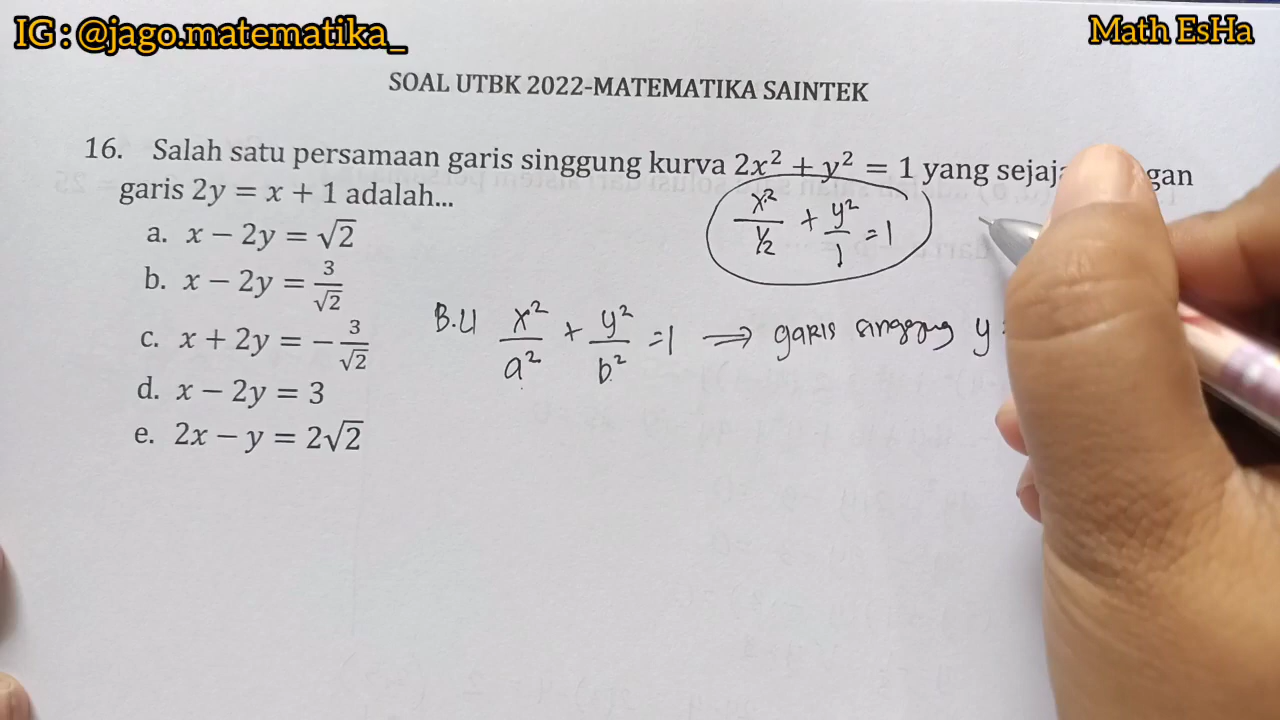 IG : @jago.matematika_
Math EsHa
SOAL UTBK 2022-MATEMATIKA SAINTEK
16. Salah satu persamaan garis singgung kurva 2x² + y² = 1 yang
garis 2y = x + 1 adalah...
x²/½ + y²/1 = 1
a. x − 2y = √2
b. x − 2y = 3/√2
c. x + 2y = −3/√2
d. x − 2y = 3
e. 2x − y = 2√2
B.U x²/a² + y²/b² = 1 ⟹ garis singgung y